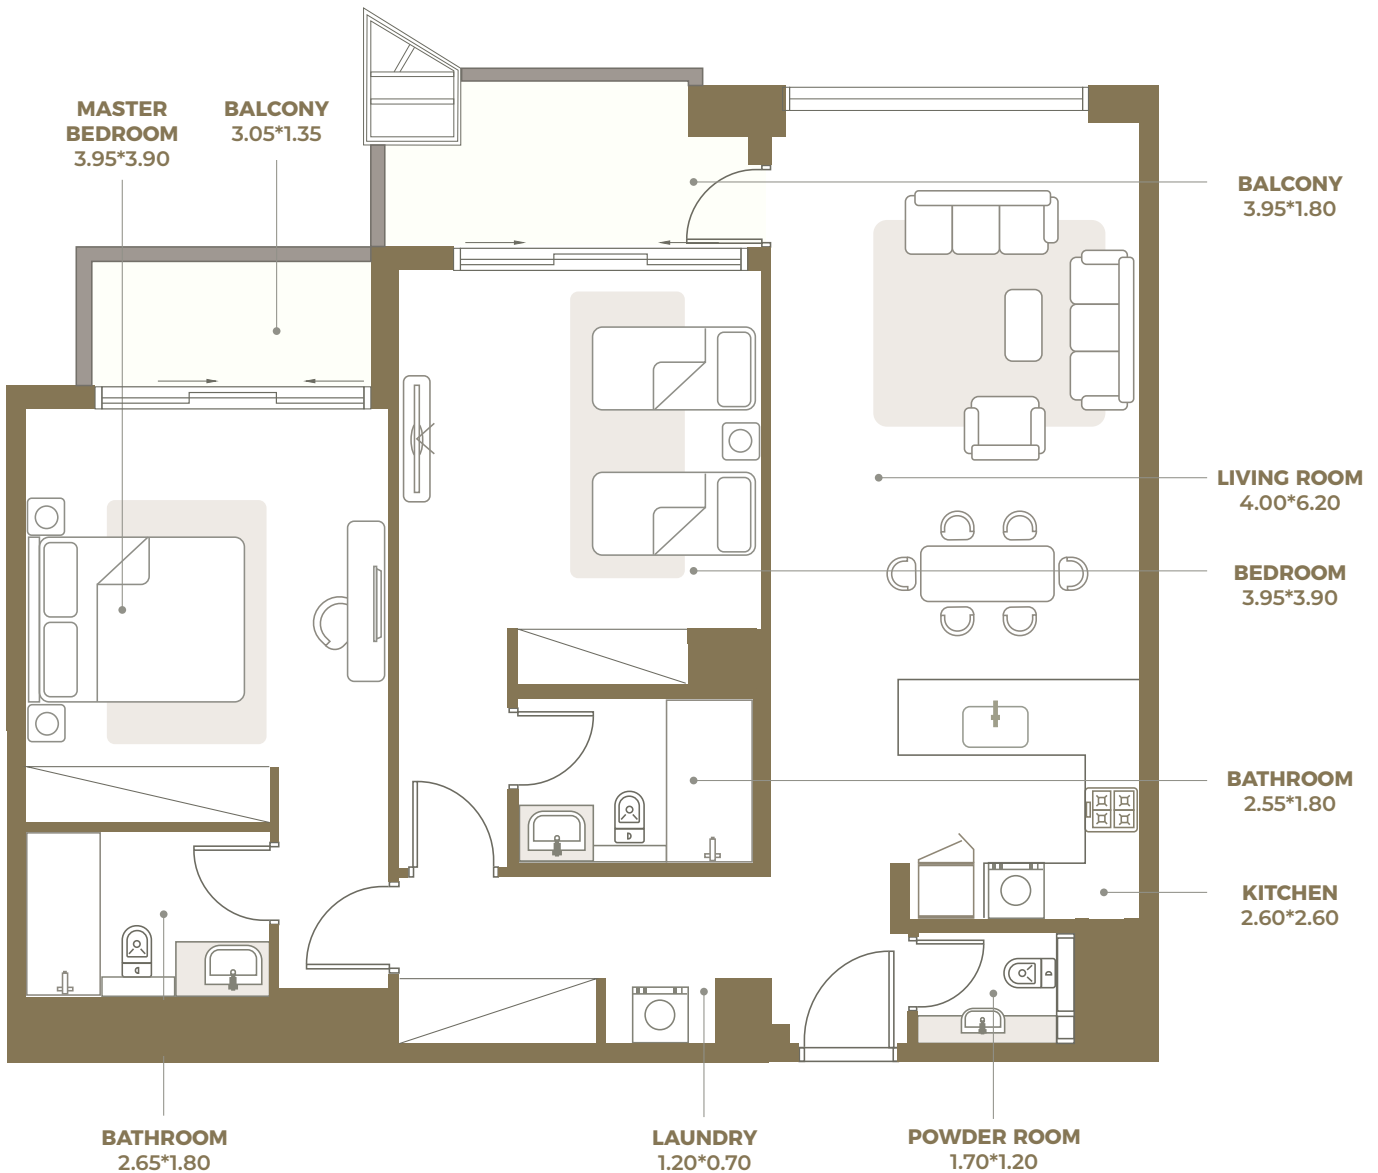 MASTER
BEDROOM
3.95*3.90
BALCONY
3.05*1.35
BALCONY
3.95*1.80
LIVING ROOM
4.00*6.20
BEDROOM
3.95*3.90
BATHROOM
2.55*1.80
KITCHEN
2.60*2.60
BATHROOM
2.65*1.80
LAUNDRY
1.20*0.70
POWDER ROOM
1.70*1.20